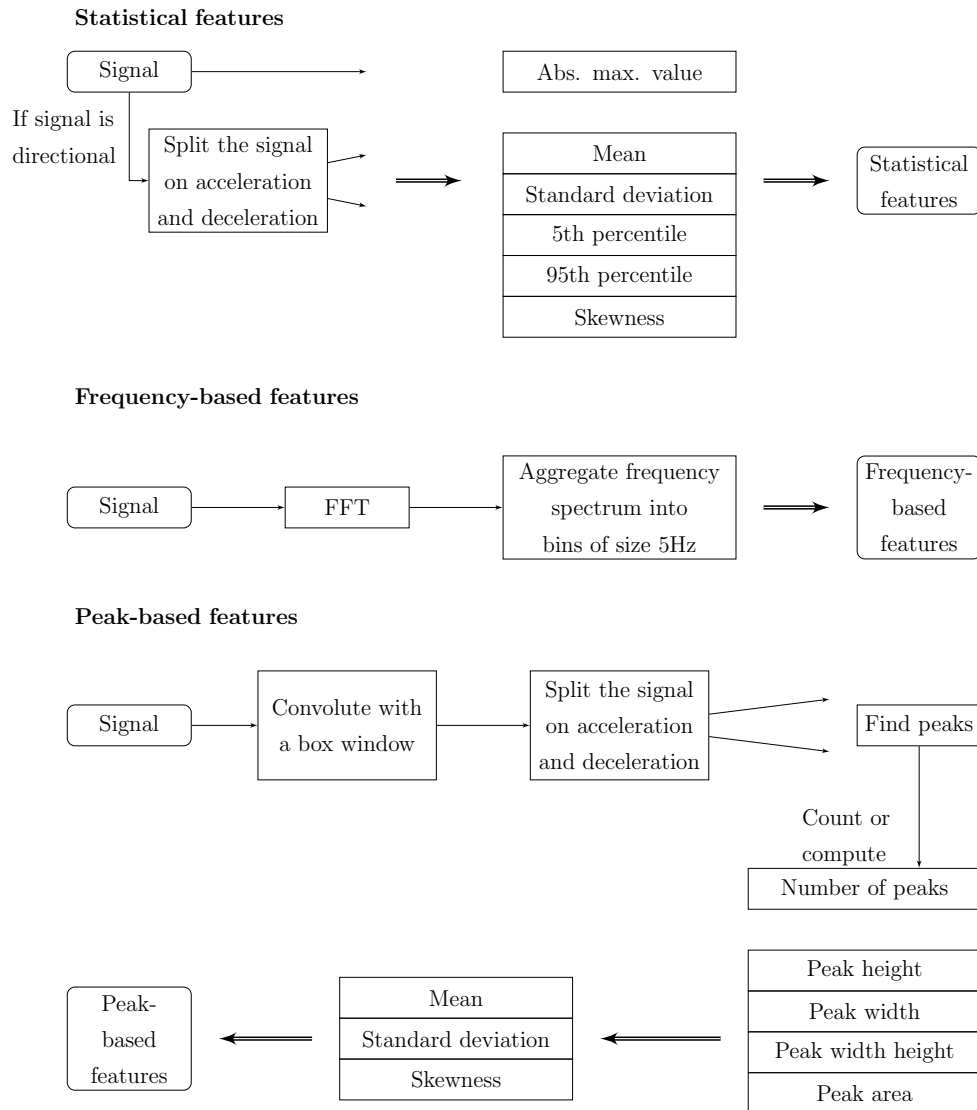 Statistical features
Signal
Abs. max. value
If signal is
directional
Split the signal
on acceleration
and deceleration
Mean
Standard deviation
5th percentile
95th percentile
Skewness
Statistical
features
Frequency-based features
Signal
FFT
Aggregate frequency
spectrum into
bins of size 5Hz
Frequency-
based
features
Peak-based features
Signal
Convolute with
a box window
Split the signal
on acceleration
and deceleration
Find peaks
Count or
compute
Number of peaks
Peak height
Peak width
Peak width height
Peak area
Mean
Standard deviation
Skewness
Peak-
based
features